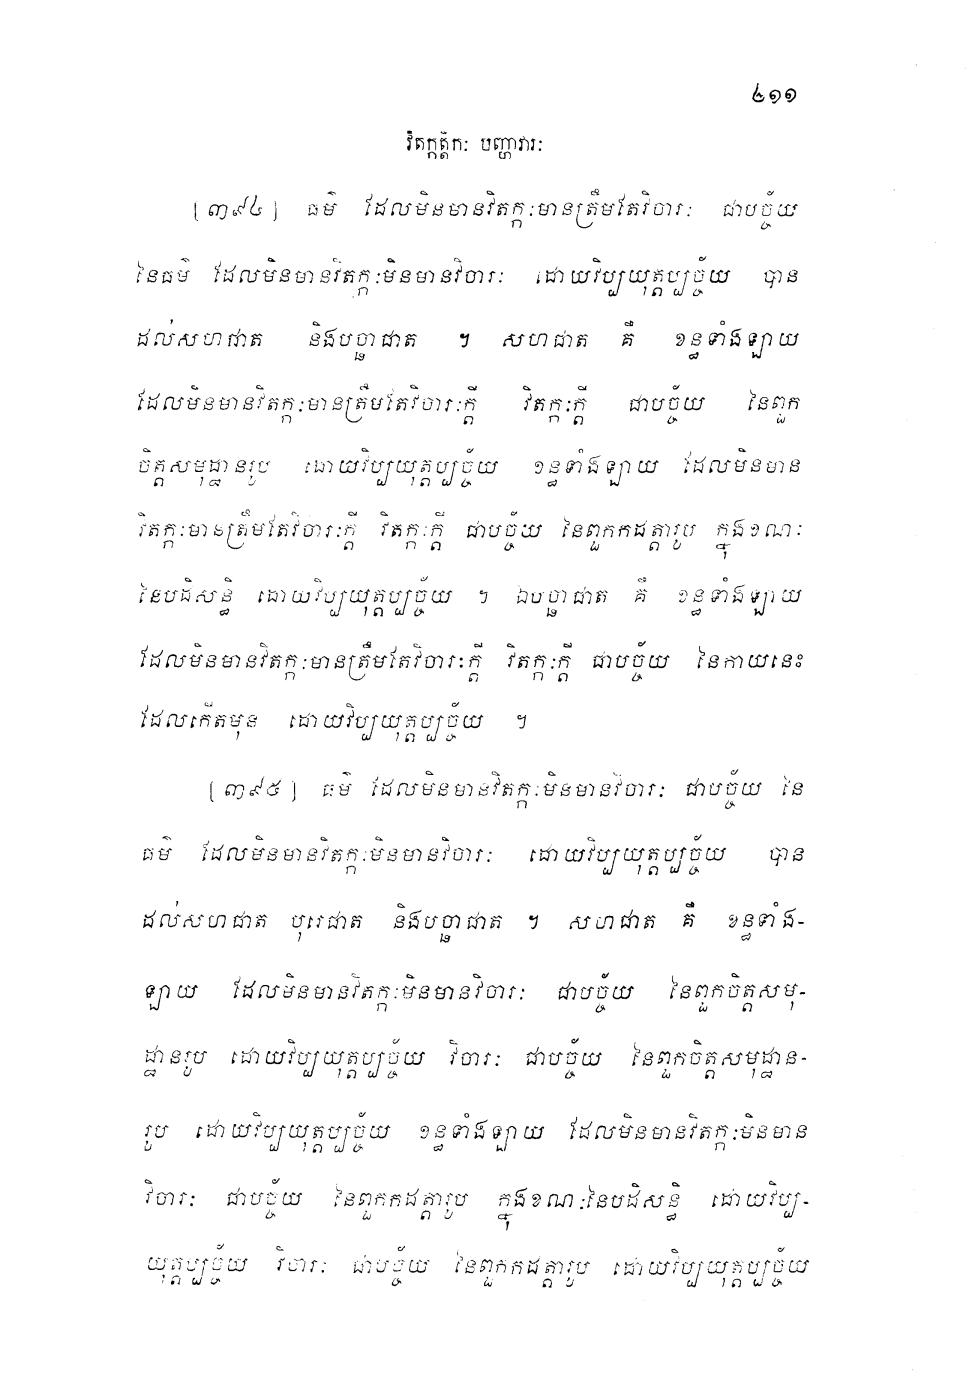 ៤១១
វិតក្កត្តិកៈ បញ្ហាវារៈ
[៣៩៤] ធម៌ ដែលមិនមានវិតក្កៈមានត្រឹមតែវិចារៈ ជាបច្ច័យ
នៃធម៌ ដែលមិនមានវិតក្កៈមិនមានវិចារៈ ដោយវិប្បយុត្តប្បច្ច័យ បាន
ដល់សហជាត និងបច្ឆាជាត ។ សហជាត គឺ ខន្ធទាំងឡាយ
ដែលមិនមានវិតក្កៈមានត្រឹមតែវិចារៈក្តី វិតក្កៈក្តី ជាបច្ច័យ នៃពួក
ចិត្តសមុដ្ឋានរូប ដោយវិប្បយុត្តប្បច្ច័យ ខន្ធទាំងឡាយ ដែលមិនមាន
វិតក្កៈមានត្រឹមតែវិចារៈក្តី វិតក្កៈក្តី ជាបច្ច័យ នៃពួកកដត្តារូប ក្នុងខណៈ
នៃបដិសន្ធិ ដោយវិប្បយុត្តប្បច្ច័យ ។ ឯបច្ឆាជាត គឺ ខន្ធទាំងឡាយ
ដែលមិនមានវិតក្កៈមានត្រឹមតែវិចារៈក្តី វិតក្កៈក្តី ជាបច្ច័យ នៃកាយនេះ
ដែលកើតមុន ដោយវិប្បយុត្តប្បច្ច័យ ។
[៣៩៥] ធម៌ ដែលមិនមានវិតក្កៈមិនមានវិចារៈ ជាបច្ច័យ នៃ
ធម៌ ដែលមិនមានវិតក្កៈមិនមានវិចារៈ ដោយវិប្បយុត្តប្បច្ច័យ បាន
ដល់សហជាត បុរេជាត និងបច្ឆាជាត ។ សហជាត គឺ ខន្ធទាំង-
ឡាយ ដែលមិនមានវិតក្កៈមិនមានវិចារៈ ជាបច្ច័យ នៃពួកចិត្តសមុ-
ដ្ឋានរូប ដោយវិប្បយុត្តប្បច្ច័យ វិចារៈ ជាបច្ច័យ នៃពួកចិត្តសមុដ្ឋាន-
រូប ដោយវិប្បយុត្តប្បច្ច័យ ខន្ធទាំងឡាយ ដែលមិនមានវិតក្កៈមិនមាន
វិចារៈ ជាបច្ច័យ នៃពួកកដត្តារូប ក្នុងខណៈនៃបដិសន្ធិ ដោយវិប្ប-
យុត្តប្បច្ច័យ វិចារៈ ជាបច្ច័យ នៃពួកកដត្តារូប ដោយវិប្បយុត្តប្បច្ច័យ